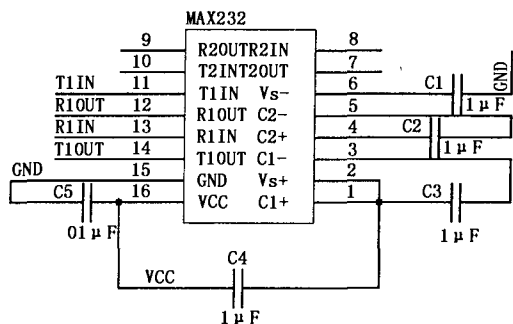 MAX232
9 R2OUT R2IN 8
10 T2IN T2OUT 7
T1IN 11 T1IN Vs- 6 C1 GND
R1OUT 12 R1OUT C2- 5 1μF
R1IN 13 R1IN C2+ 4 C2
T1OUT 14 T1OUT C1- 3 1μF
GND 15 GND Vs+ 2
C5 16 VCC C1+ 1 C3
01μF 1μF
C4
VCC
1μF